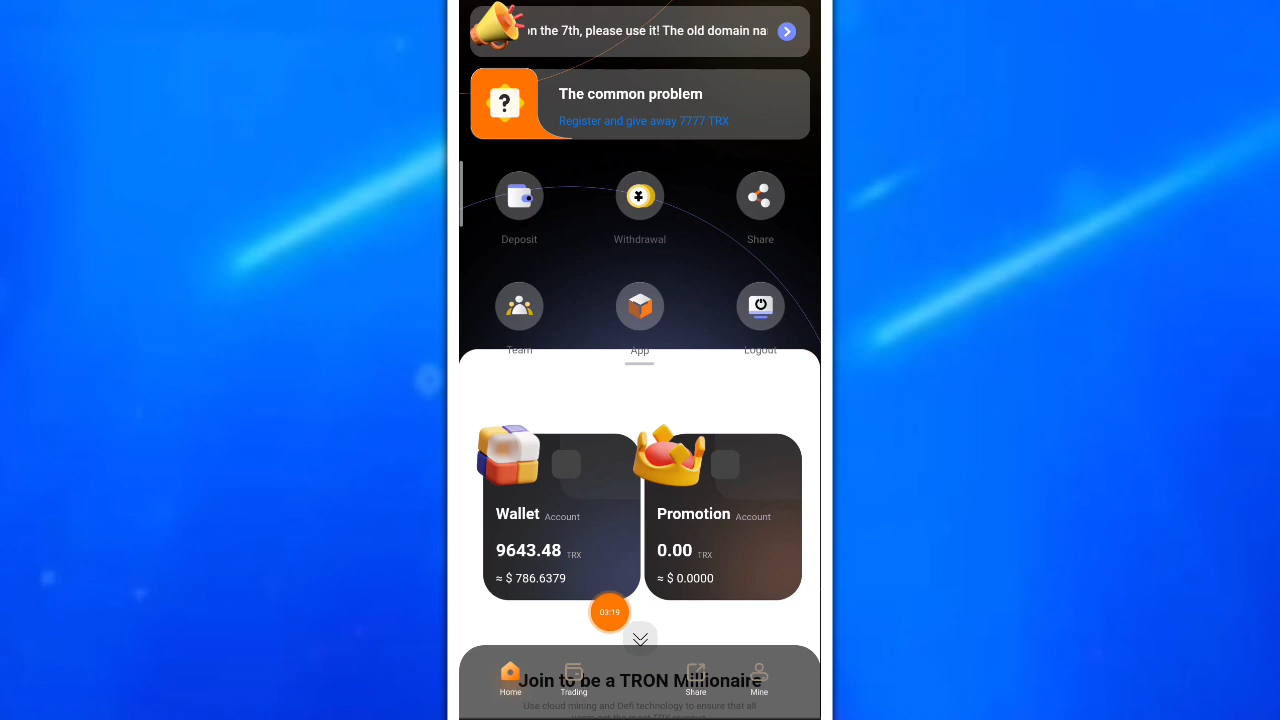 on the 7th, please use it! The old domain na
The common problem
Register and give away 7777 TRX
Deposit
Withdrawal
Share
Team
App
Logout
Wallet Account
Promotion Account
9643.48 TRX
0.00 TRX
≈ $ 786.6379
≈ $ 0.0000
03:19
Join to be a TRON Millionaire
Home
Trading
Share
Mine
Use cloud mining and Defi technology to ensure that all